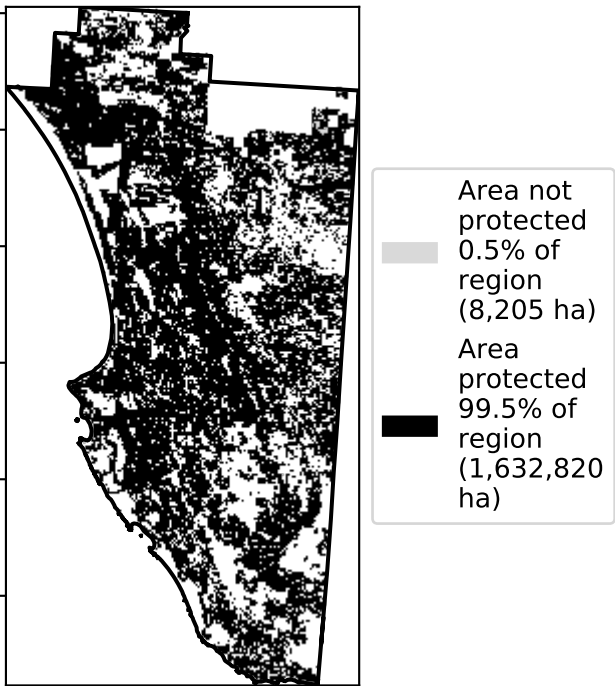 Area not
protected
0.5% of
region
(8,205 ha)
Area
protected
99.5% of
region
(1,632,820
ha)